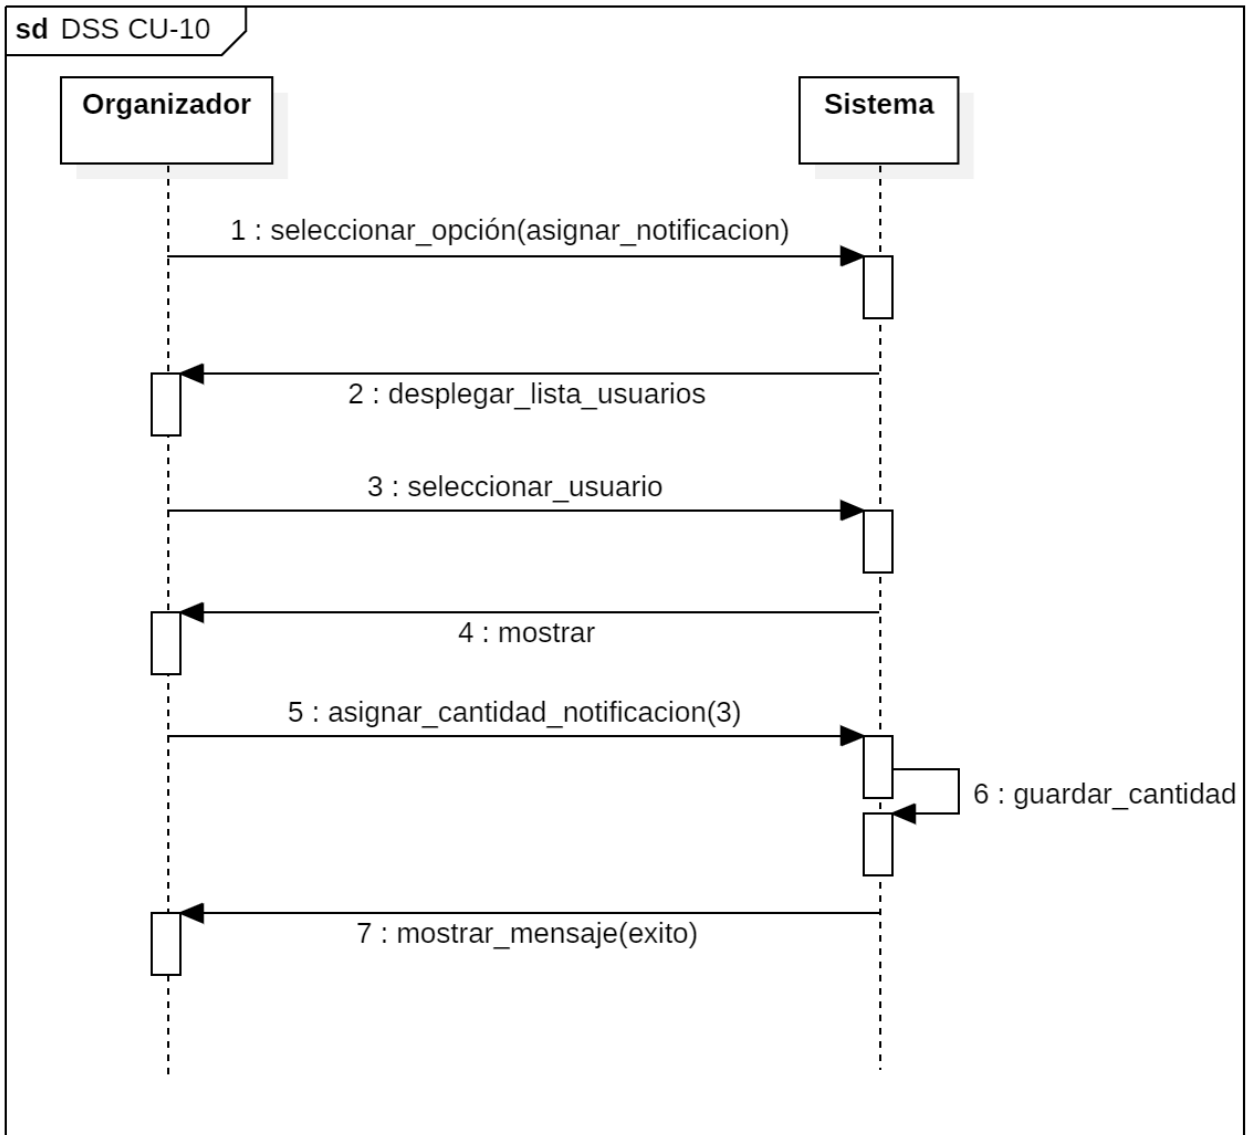 sd DSS CU-10
Organizador
Sistema
1 : seleccionar_opción(asignar_notificacion)
2 : desplegar_lista_usuarios
3 : seleccionar_usuario
4 : mostrar
5 : asignar_cantidad_notificacion(3)
6 : guardar_cantidad
7 : mostrar_mensaje(exito)